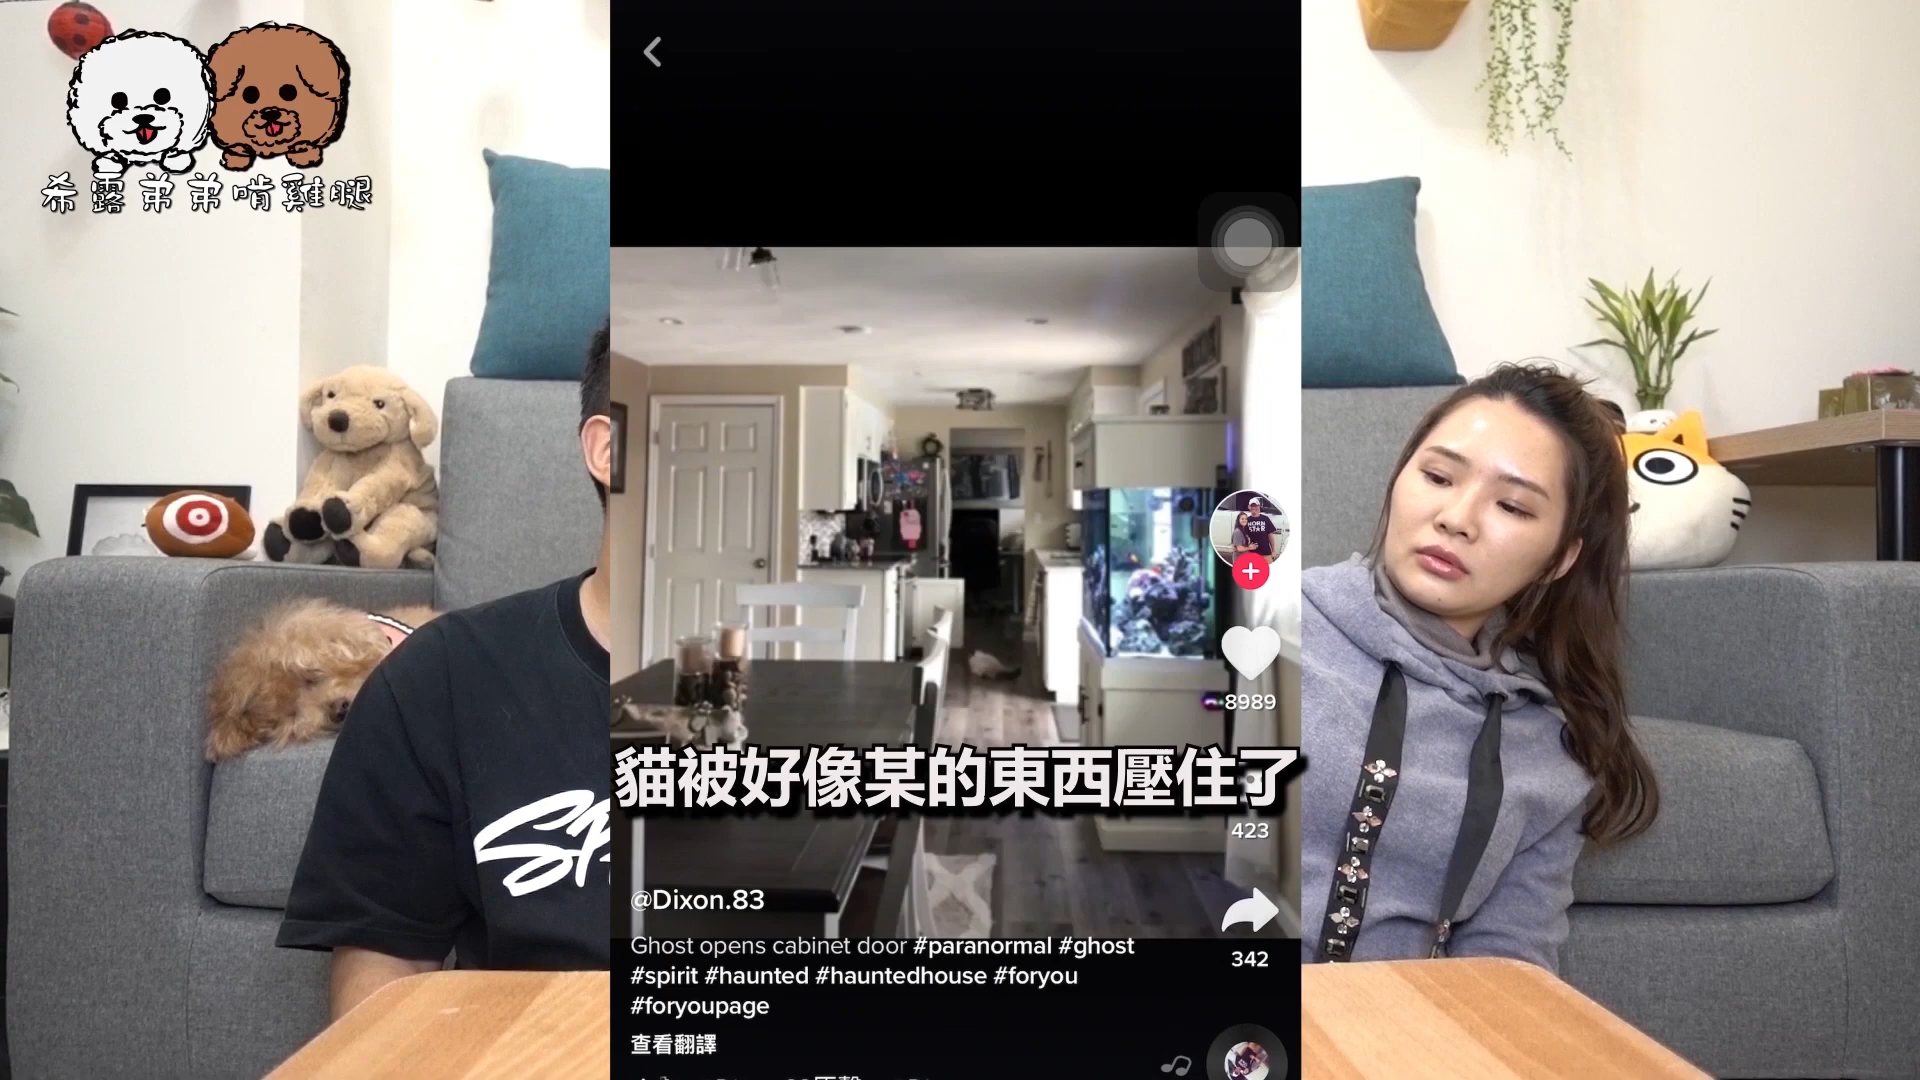 希露弟弟啃雞腿
8989
貓被好像某的東西壓住了
423
@Dixon.83
Ghost opens cabinet door #paranormal #ghost
#spirit #haunted #hauntedhouse #foryou
#foryoupage
342
查看翻譯